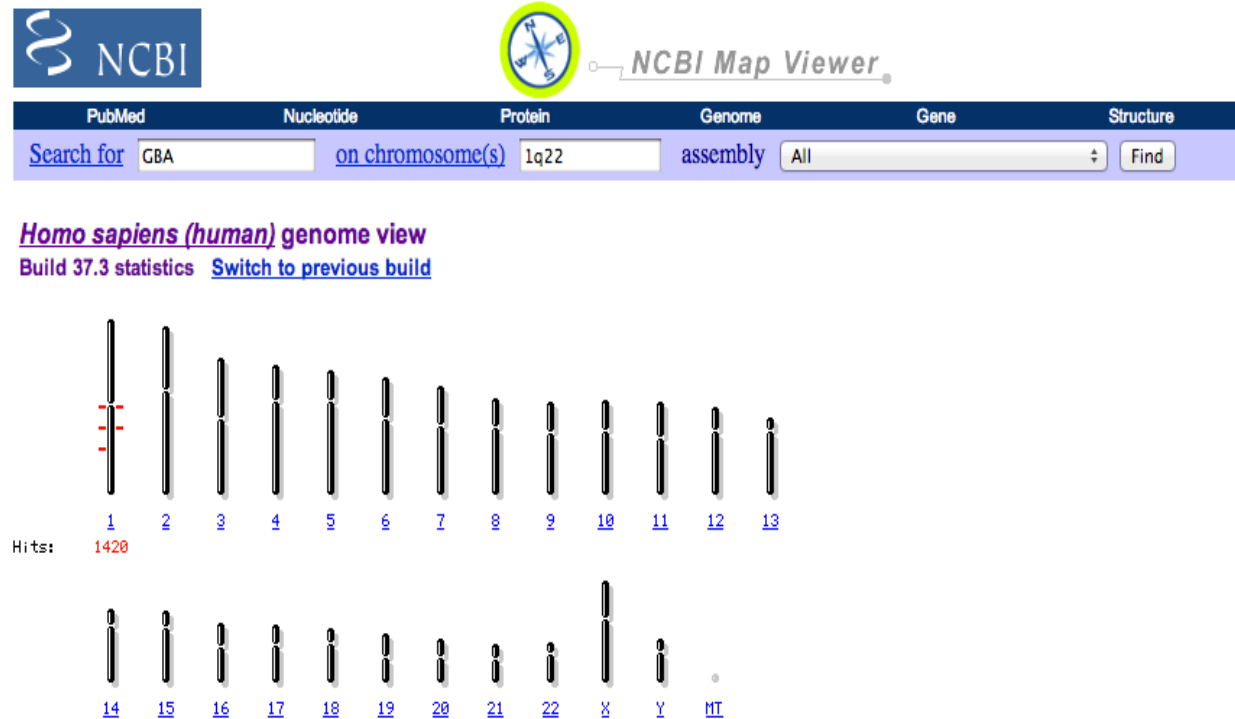 NCBI
N E S W
NCBI Map Viewer
PubMed Nucleotide Protein Genome Gene Structure
Search for GBA on chromosome(s) 1q22 assembly All Find
Homo sapiens (human) genome view
Build 37.3 statistics Switch to previous build
1 2 3 4 5 6 7 8 9 10 11 12 13
Hits: 1420
14 15 16 17 18 19 20 21 22 X Y MT